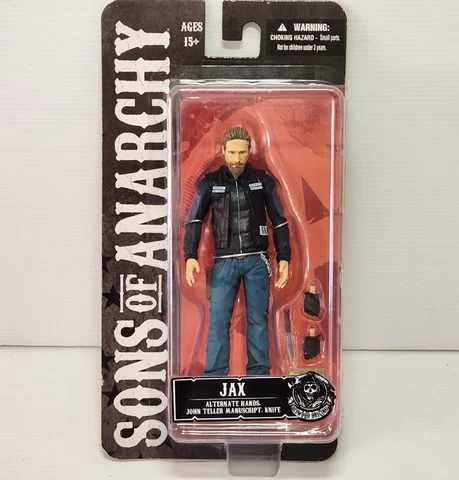 SONS OF ANARCHY
AGES
15+
WARNING:
CHOKING HAZARD - Small parts.
Not for children under 3 years.
JAX
ALTERNATE HANDS,
JOHN TELLER MANUSCRIPT, KNIFE